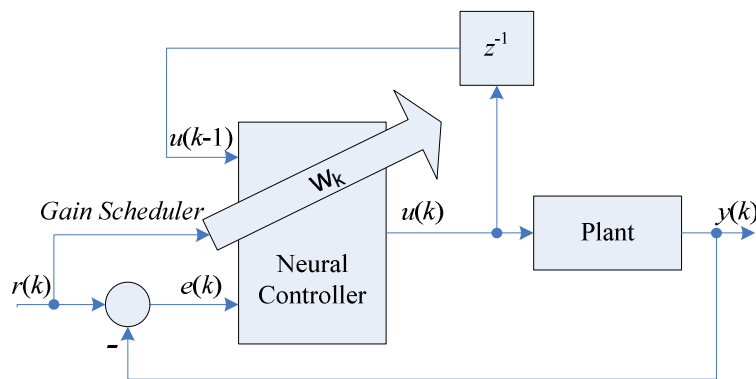 z⁻¹
u(k-1)
Wₖ
Gain Scheduler
u(k)
y(k)
Plant
Neural
Controller
r(k)
e(k)
-